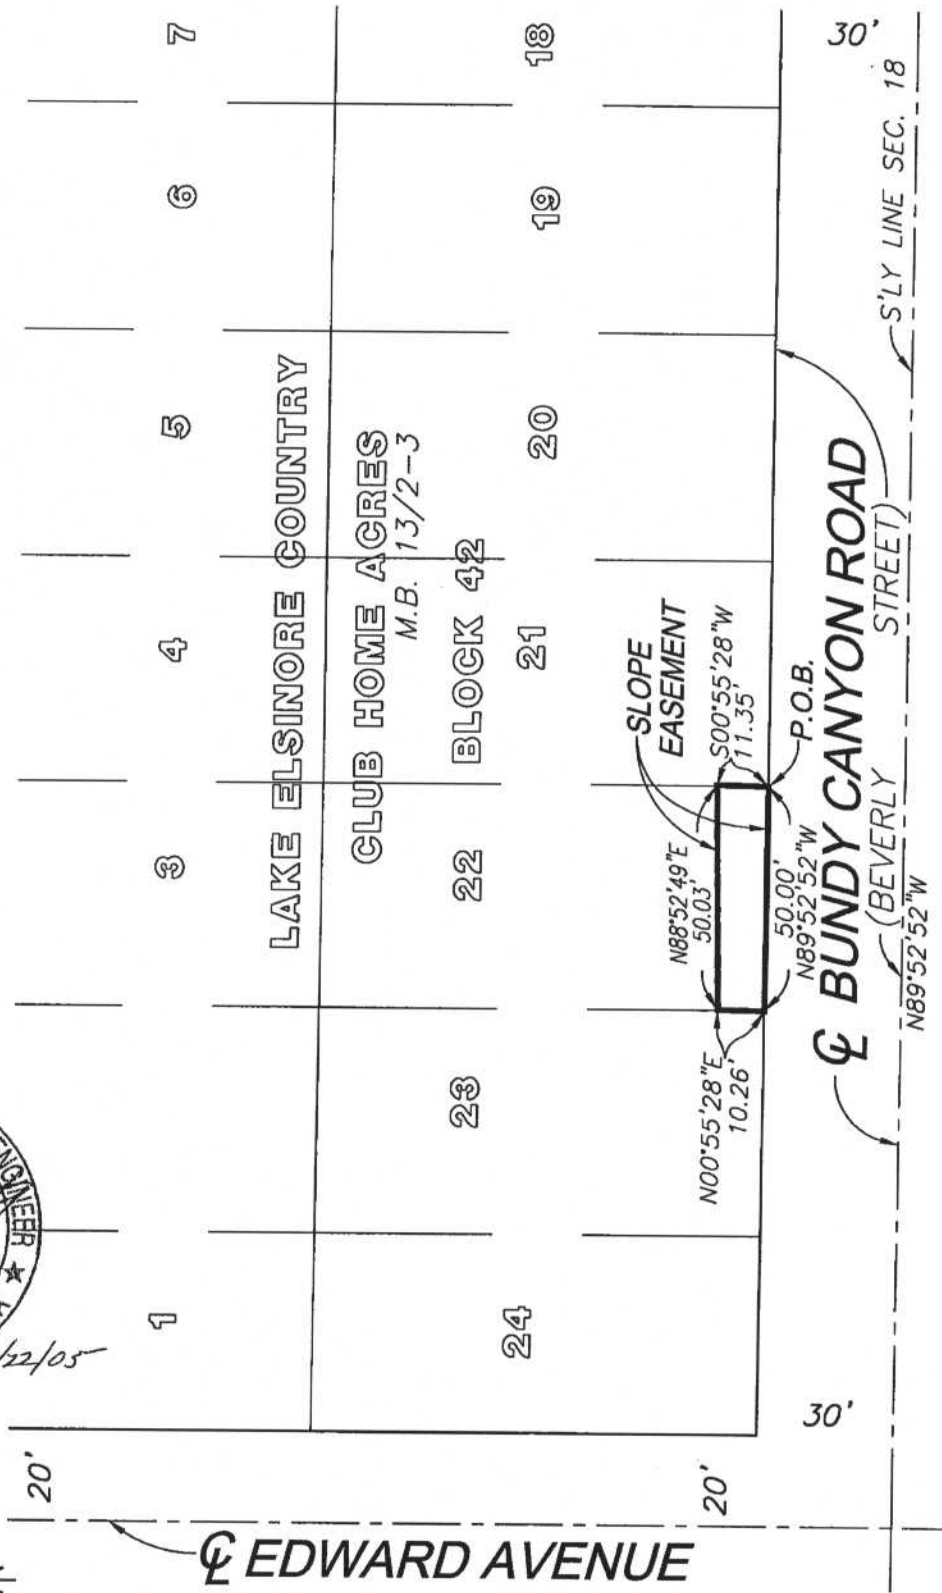 7
6
5
4
3
1
18
19
20
21
22
23
24
LAKE ELSINORE COUNTRY
CLUB HOME ACRES
M.B. 13/2-3
BLOCK 42
SLOPE
EASEMENT
S00°55'28"W
11.35'
P.O.B.
N88°52'49"E
50.03'
50.00'
N89°52'52"W
N00°55'28"E
10.26'
30'
S'LY LINE SEC. 18
℄ BUNDY CANYON ROAD
(BEVERLY STREET)
N89°52'52"W
30'
20'
20'
℄ EDWARD AVENUE
ENGINEER
/22/05